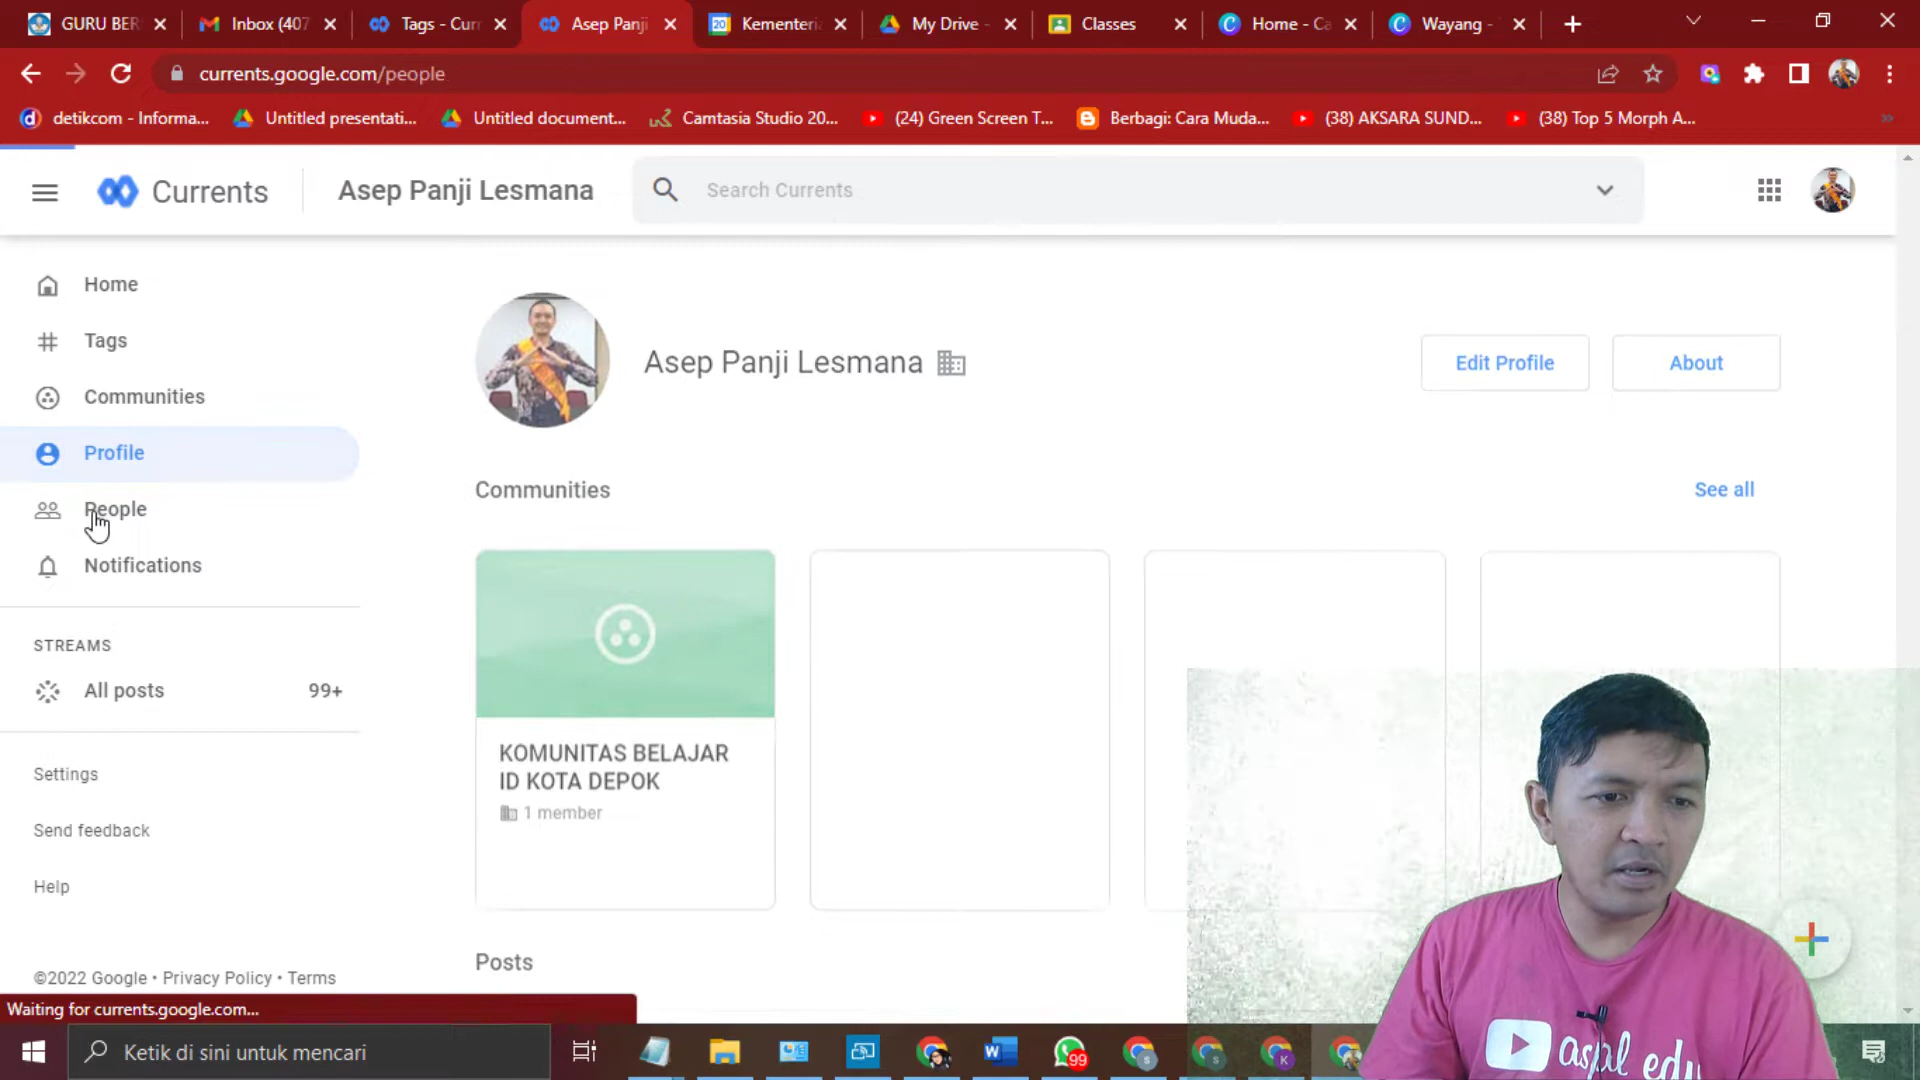 GURU BER
Inbox (407
Tags - Curr
Asep Panji
Kementeria
My Drive -
Classes
Home - Ca
Wayang -
currents.google.com/people
detikcom - Informa...
Untitled presentati...
Untitled document...
Camtasia Studio 20...
(24) Green Screen T...
Berbagi: Cara Muda...
(38) AKSARA SUND...
(38) Top 5 Morph A...
Currents
Asep Panji Lesmana
Search Currents
Home
Tags
Communities
Profile
People
Notifications
STREAMS
All posts
99+
Settings
Send feedback
Help
©2022 Google • Privacy Policy • Terms
Asep Panji Lesmana
Edit Profile
About
Communities
See all
KOMUNITAS BELAJAR
ID KOTA DEPOK
1 member
Posts
Waiting for currents.google.com...
Ketik di sini untuk mencari
99
aspal edu